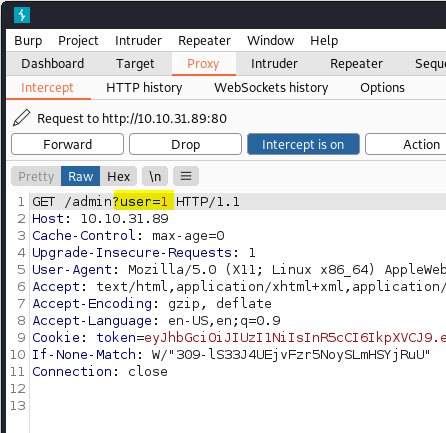 Burp Project Intruder Repeater Window Help
Dashboard Target Proxy Intruder Repeater Sequ
Intercept HTTP history WebSockets history Options
Request to http://10.10.31.89:80
Forward Drop Intercept is on Action
Pretty Raw Hex \n
1 GET /admin?user=1 HTTP/1.1
2 Host: 10.10.31.89
3 Cache-Control: max-age=0
4 Upgrade-Insecure-Requests: 1
5 User-Agent: Mozilla/5.0 (X11; Linux x86_64) AppleWeb
6 Accept: text/html,application/xhtml+xml,application/
7 Accept-Encoding: gzip, deflate
8 Accept-Language: en-US,en;q=0.9
9 Cookie: token=eyJhbGciOiJIUzI1NiIsInR5cCI6IkpXVCJ9.e
10 If-None-Match: W/"309-lS33J4UEjvFzr5NoySLmHSYjRuU"
11 Connection: close
12
13